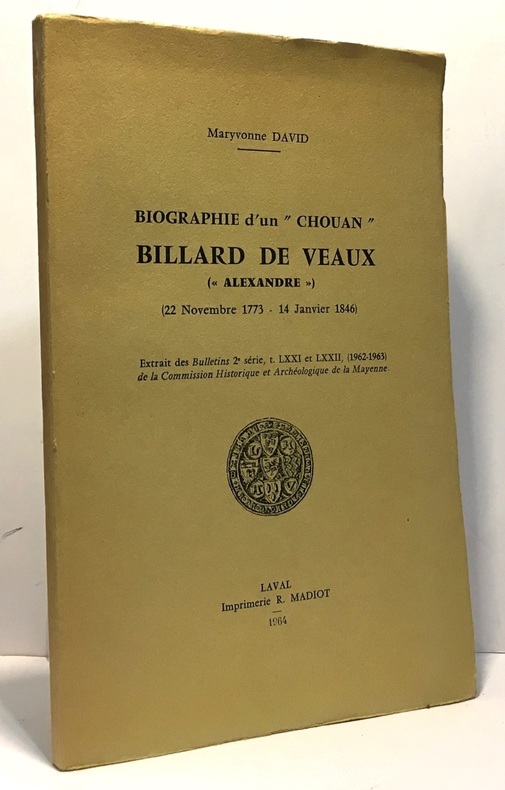 Maryvonne DAVID
BIOGRAPHIE d'un " CHOUAN "
BILLARD DE VEAUX
(« ALEXANDRE »)
(22 Novembre 1773 - 14 Janvier 1846)
Extrait des Bulletins 2e série, t. LXXI et LXXII, (1962-1963)
de la Commission Historique et Archéologique de la Mayenne
LAVAL
Imprimerie R. MADIOT
1964